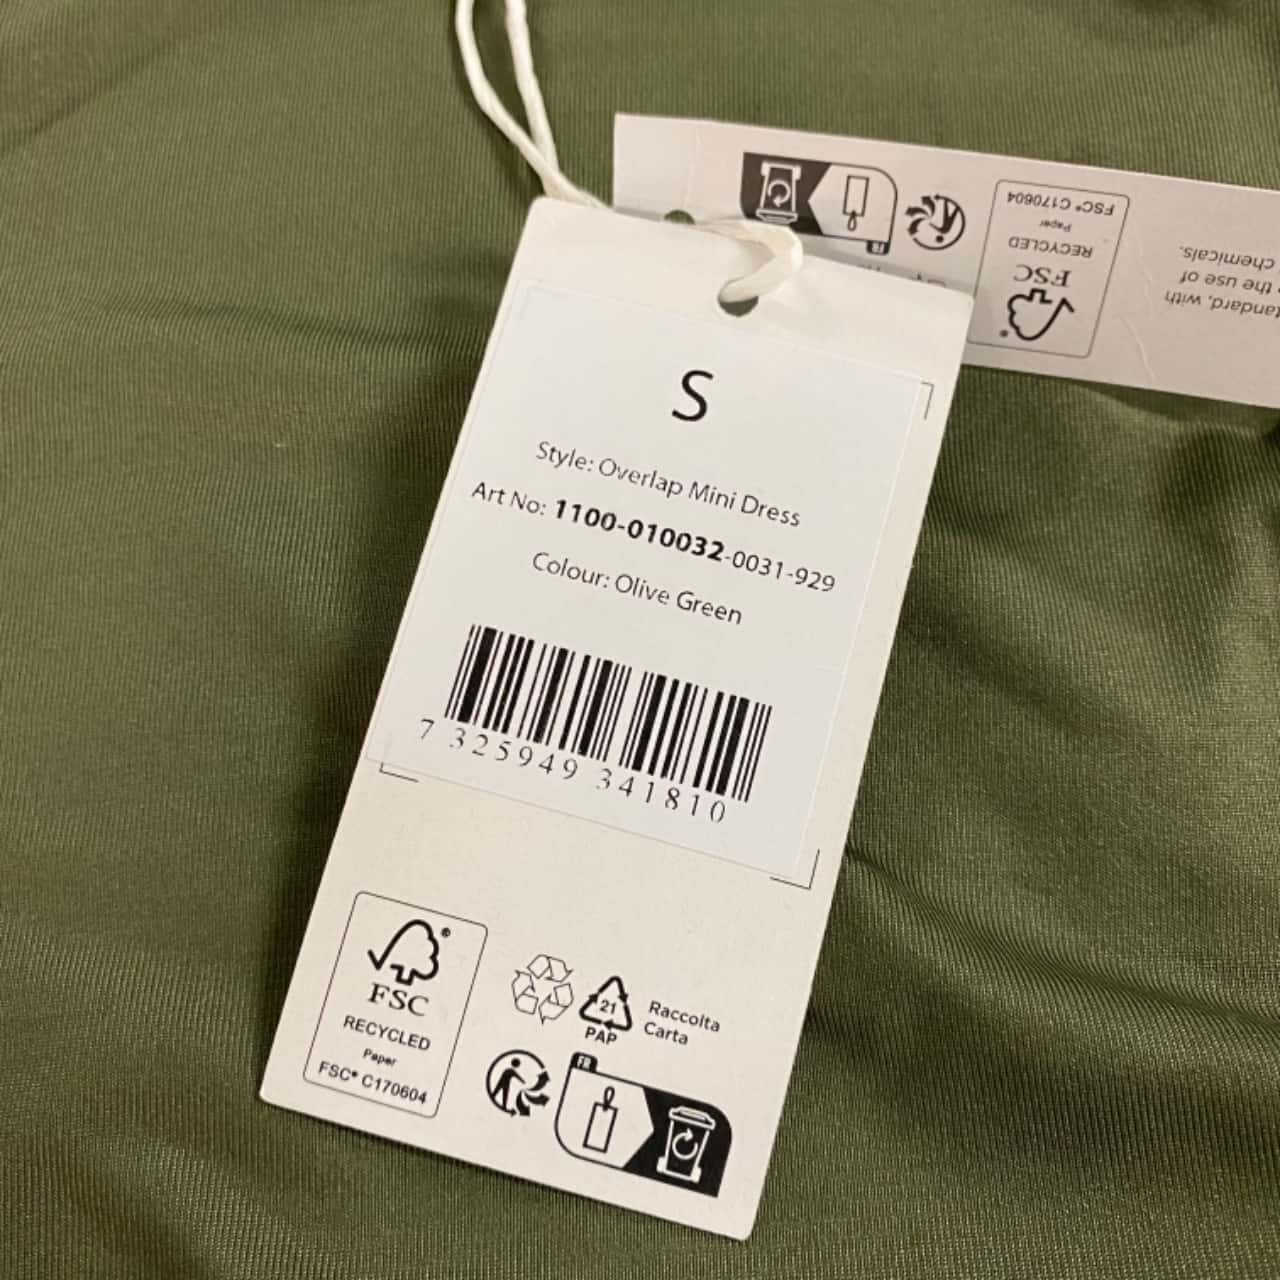 S
Style: Overlap Mini Dress
Art No: 1100-010032-0031-929
Colour: Olive Green
7 325949 341810
FSC®
RECYCLED
Paper
FSC® C170604
21
PAP
Raccolta
Carta
FR
FSC®
RECYCLED
Paper
FSC® C170604
FR
standard, with
the use of
chemicals.